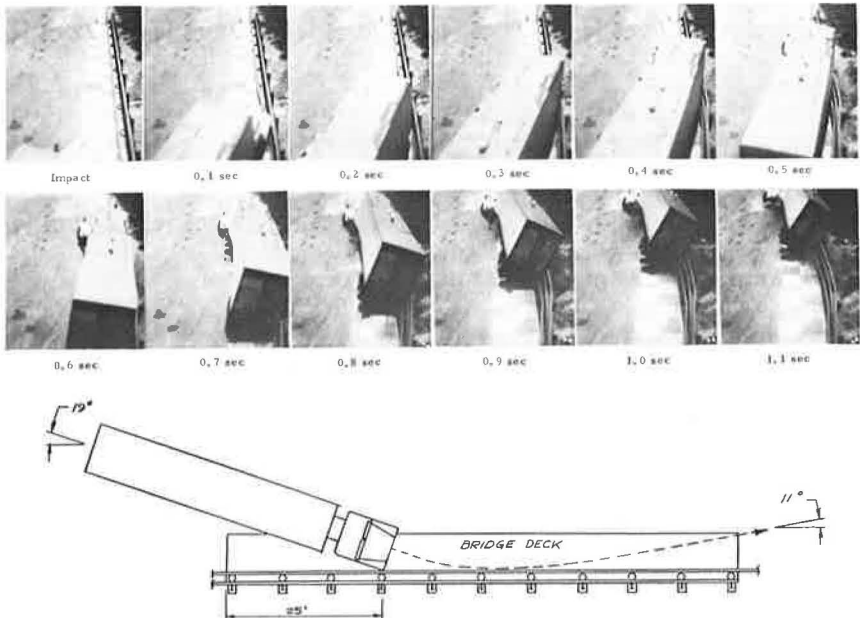 Impact 0.1 sec 0.2 sec 0.3 sec 0.4 sec 0.5 sec
0.6 sec 0.7 sec 0.8 sec 0.9 sec 1.0 sec 1.1 sec
19°
11°
BRIDGE DECK
25'